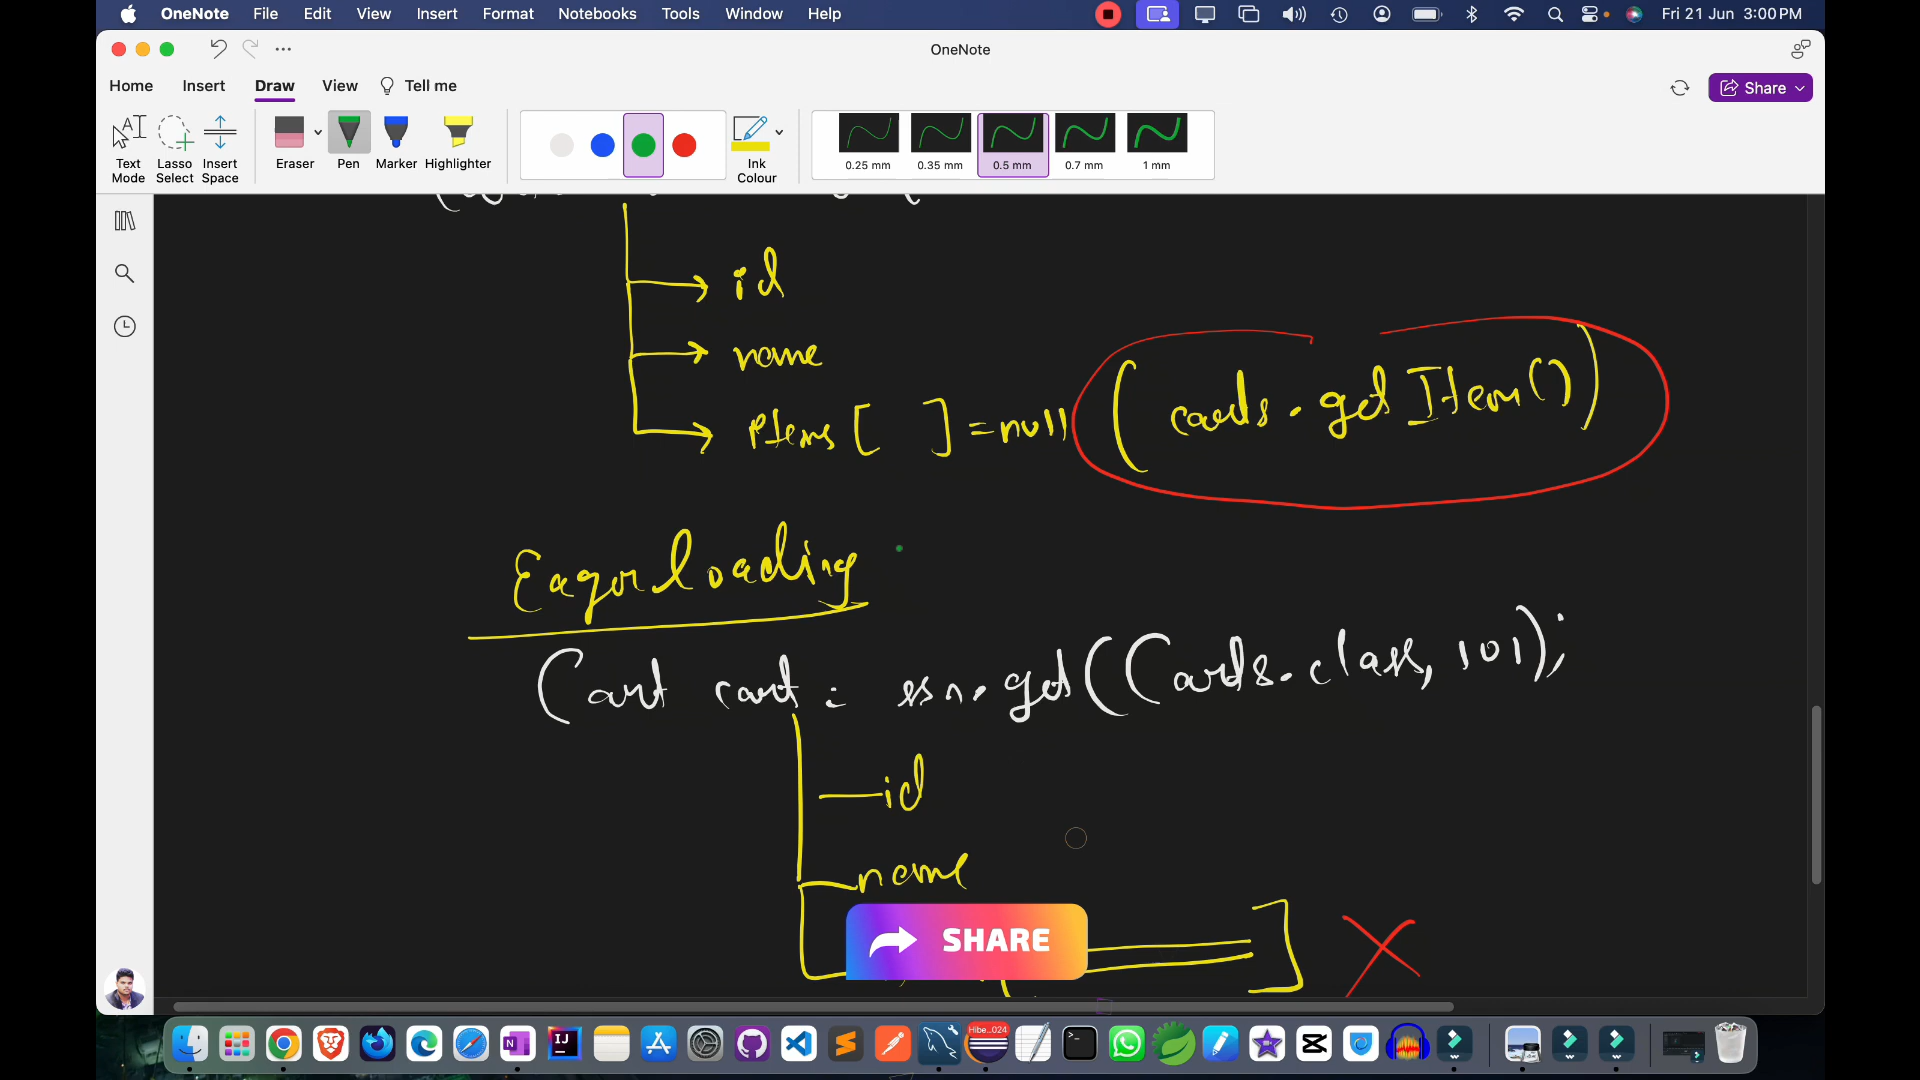 OneNote File Edit View Insert Format Notebooks Tools Window Help Fri 21 Jun 3:00 PM
OneNote
Home Insert Draw View Tell me Share
Text Mode Lasso Select Insert Space Eraser Pen Marker Highlighter Ink Colour 0.25 mm 0.35 mm 0.5 mm 0.7 mm 1 mm
id
name
Items [ ] = null (cards.getItem())
Eager loading
Cart cart = ssn.get(Cards.class, 101);
id
name
SHARE
]
X
Hibe_024